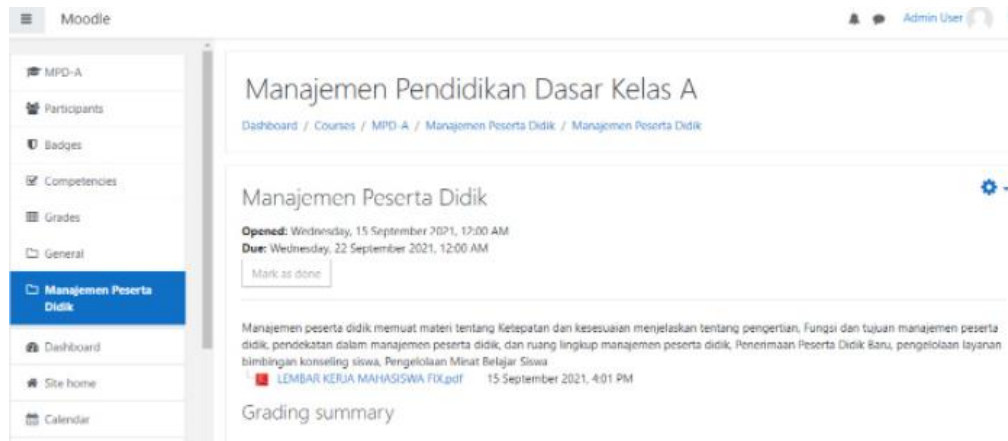 Moodle
Admin User
MPD-A
Participants
Badges
Competencies
Grades
General
Manajemen Peserta
Didik
Dashboard
Site home
Calendar
Manajemen Pendidikan Dasar Kelas A
Dashboard / Courses / MPD-A / Manajemen Peserta Didik / Manajemen Peserta Didik
Manajemen Peserta Didik
Opened: Wednesday, 15 September 2021, 12:00 AM
Due: Wednesday, 22 September 2021, 12:00 AM
Mark as done
Manajemen peserta didik memuat materi tentang Ketepatan dan kesesuaian menjelaskan tentang pengertian, Fungsi dan tujuan manajemen peserta
didik, pendekatan dalam manajemen peserta didik, dan ruang lingkup manajemen peserta didik, Penerimaan Peserta Didik Baru, pengelolaan layanan
bimbingan konseling siswa, Pengelolaan Minat Belajar Siswa
LEMBAR KERJA MAHASISWA FIX.pdf 15 September 2021, 4:01 PM
Grading summary